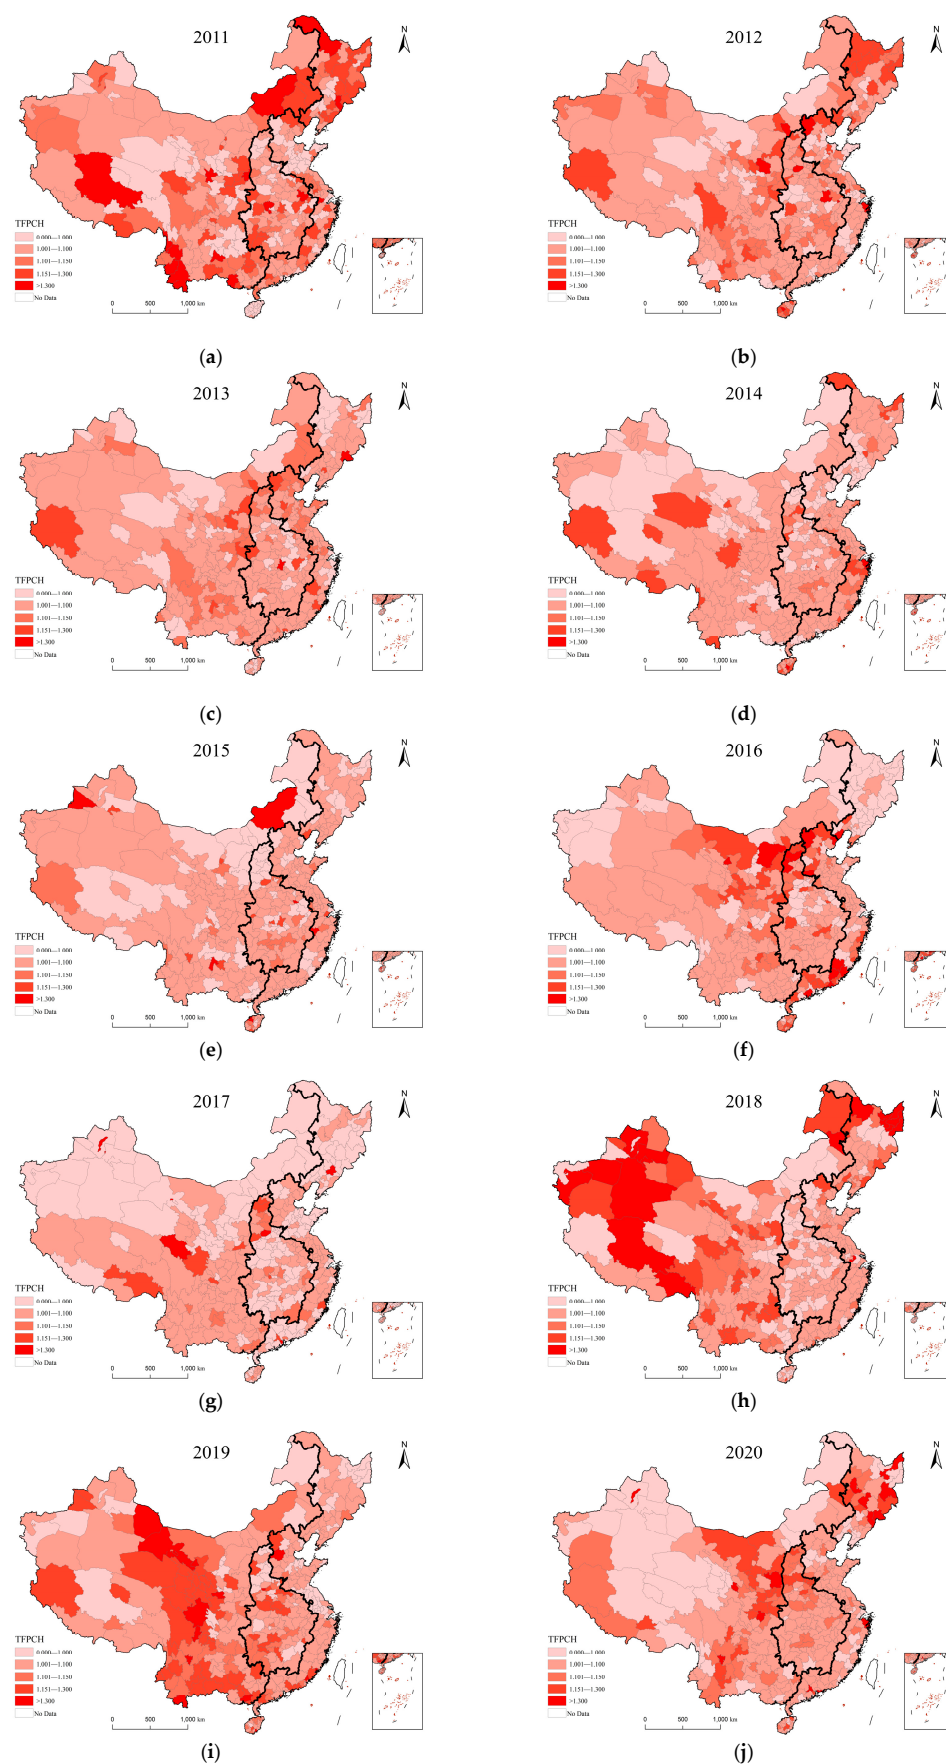 2011
N
TFPCH
0.000—1.000
1.001—1.100
1.101—1.150
1.151—1.300
>1.300
No Data
0 500 1,000 km
(a)
2012
N
TFPCH
0.000—1.000
1.001—1.100
1.101—1.150
1.151—1.300
>1.300
No Data
0 500 1,000 km
(b)
2013
N
TFPCH
0.000—1.000
1.001—1.100
1.101—1.150
1.151—1.300
>1.300
No Data
0 500 1,000 km
(c)
2014
N
TFPCH
0.000—1.000
1.001—1.100
1.101—1.150
1.151—1.300
>1.300
No Data
0 500 1,000 km
(d)
2015
N
TFPCH
0.000—1.000
1.001—1.100
1.101—1.150
1.151—1.300
>1.300
No Data
0 500 1,000 km
(e)
2016
N
TFPCH
0.000—1.000
1.001—1.100
1.101—1.150
1.151—1.300
>1.300
No Data
0 500 1,000 km
(f)
2017
N
TFPCH
0.000—1.000
1.001—1.100
1.101—1.150
1.151—1.300
>1.300
No Data
0 500 1,000 km
(g)
2018
N
TFPCH
0.000—1.000
1.001—1.100
1.101—1.150
1.151—1.300
>1.300
No Data
0 500 1,000 km
(h)
2019
N
TFPCH
0.000—1.000
1.001—1.100
1.101—1.150
1.151—1.300
>1.300
No Data
0 500 1,000 km
(i)
2020
N
TFPCH
0.000—1.000
1.001—1.100
1.101—1.150
1.151—1.300
>1.300
No Data
0 500 1,000 km
(j)